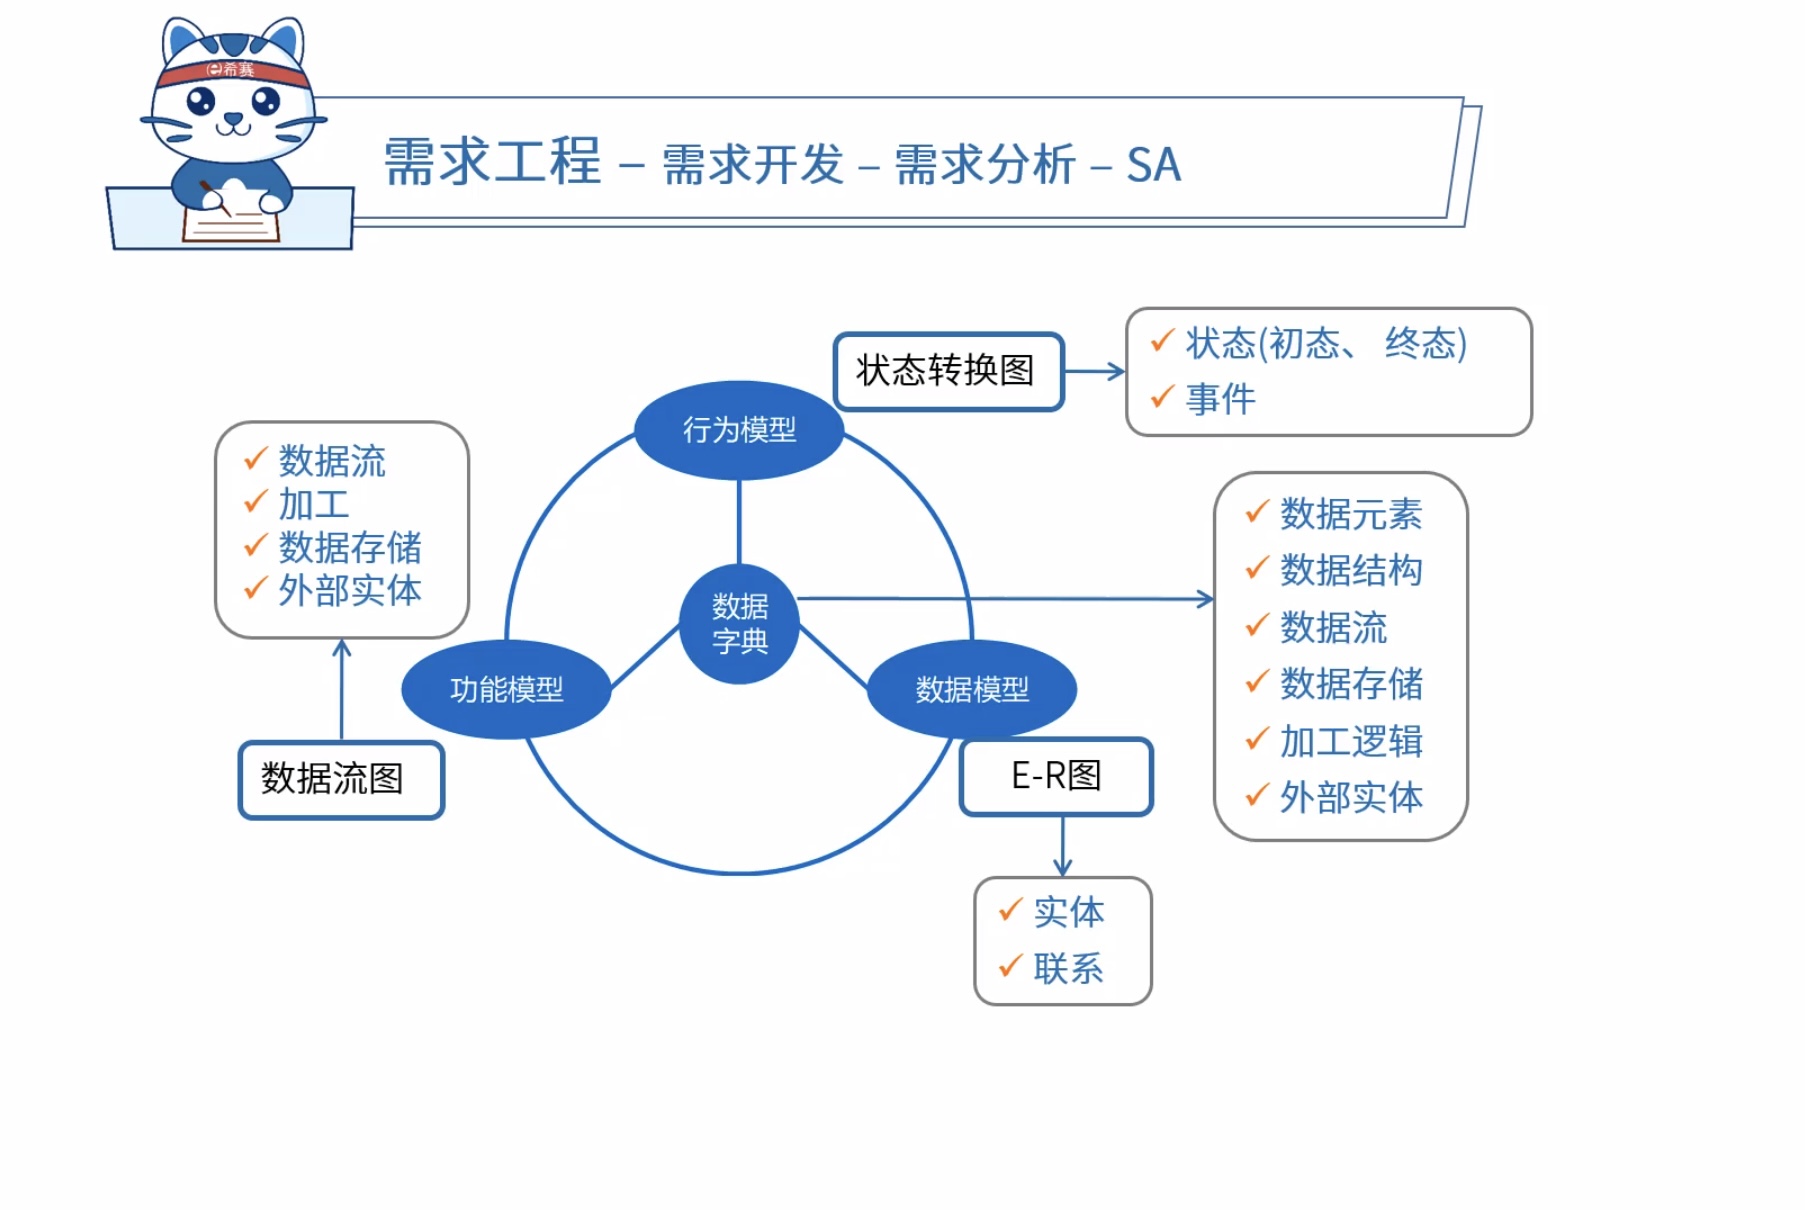 希赛
需求工程 – 需求开发 – 需求分析 – SA
状态转换图
状态(初态、 终态)
事件
行为模型
数据流
加工
数据存储
外部实体
数据
字典
功能模型
数据模型
数据元素
数据结构
数据流
数据存储
加工逻辑
外部实体
数据流图
E-R图
实体
联系